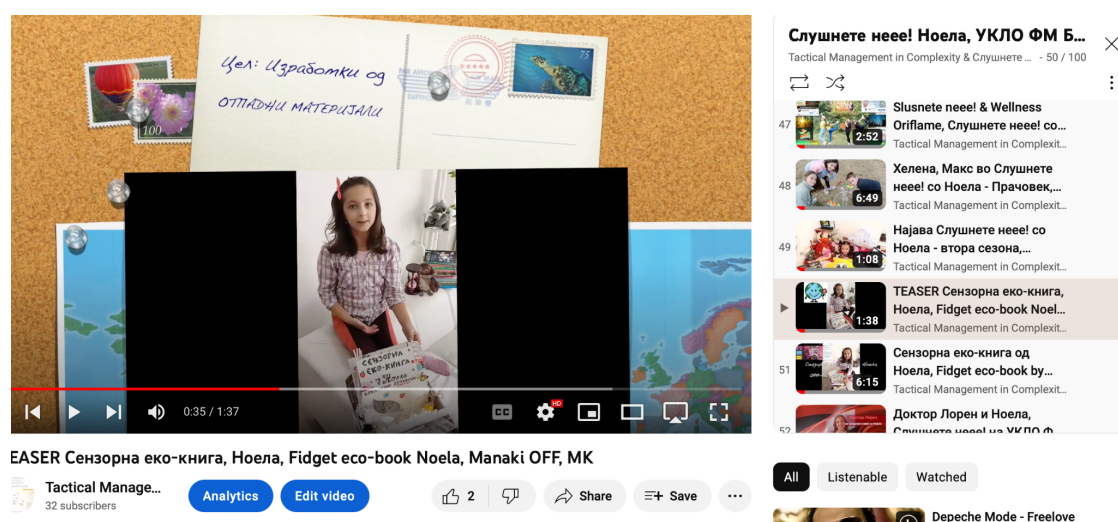 Цел: Изработки од
ОТПАДНИ МАТЕРИЈАЛИ
PAR AVION
75
100
СЕНЗОРНА
ЕКО-КНИГА
0:35 / 1:37
CC
HD
EASER Сензорна еко-книга, Ноела, Fidget eco-book Noela, Manaki OFF, MK
Tactical Manage...
32 subscribers
Analytics
Edit video
2
Share
Save
Слушнете неее! Ноела, УКЛО ФМ Б...
Tactical Management in Complexity & Слушнете ... - 50 / 100
47
2:52
Slusnete neee! & Wellness
Oriflame, Слушнете неее! со...
Tactical Management in Complexit...
48
6:49
Хелена, Макс во Слушнете
неее! со Ноела - Прачовек,...
Tactical Management in Complexit...
49
1:08
Најава Слушнете неее! со
Ноела - втора сезона,...
Tactical Management in Complexit...
1:38
TEASER Сензорна еко-книга,
Ноела, Fidget eco-book Noel...
Tactical Management in Complexit...
51
6:15
Сензорна еко-книга од
Ноела, Fidget eco-book by...
Tactical Management in Complexit...
52
Доктор Лорен и Ноела,
Слушнете неее! на УКЛО Ф
All
Listenable
Watched
Depeche Mode - Freelove